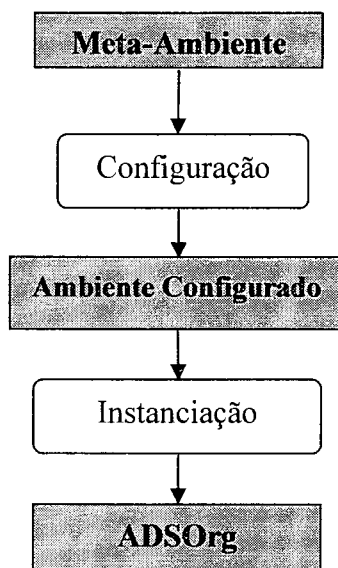 Meta-Ambiente
Configuração
Ambiente Configurado
Instanciação
ADSOrg